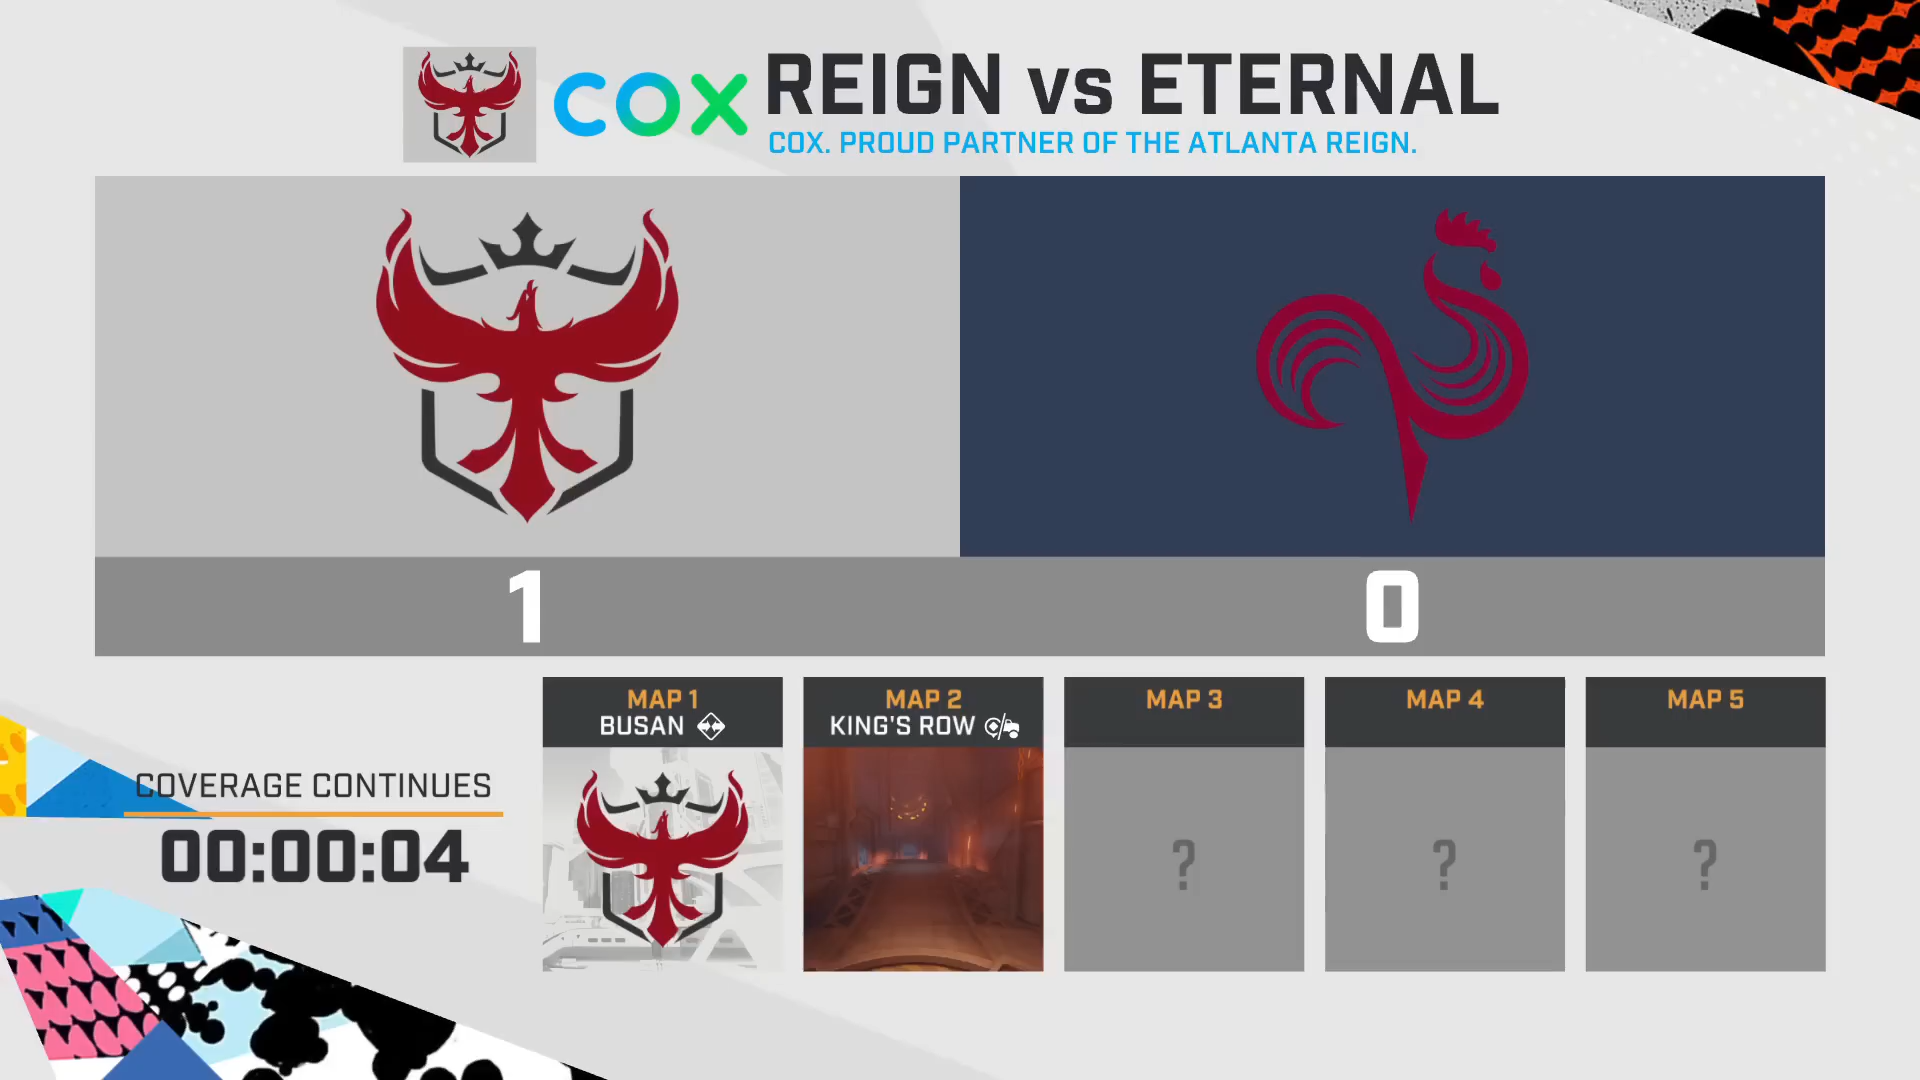 COX
REIGN vs ETERNAL
COX. PROUD PARTNER OF THE ATLANTA REIGN.
1
0
MAP 1
BUSAN
MAP 2
KING'S ROW
MAP 3
?
MAP 4
?
MAP 5
?
COVERAGE CONTINUES
00:00:04